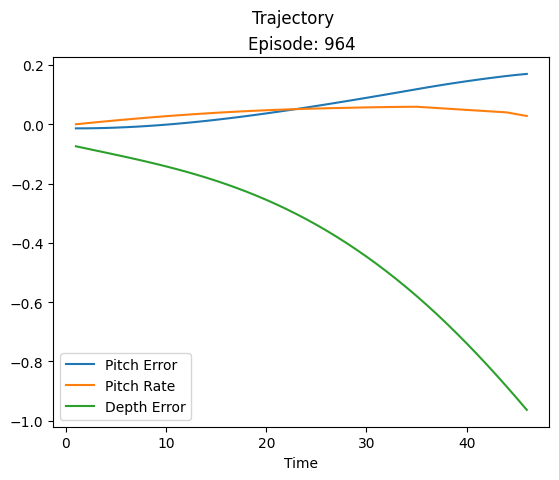 Trajectory
Episode: 964
0.2
0.0
−0.2
−0.4
−0.6
−0.8
−1.0
Pitch Error
Pitch Rate
Depth Error
0
10
20
30
40
Time